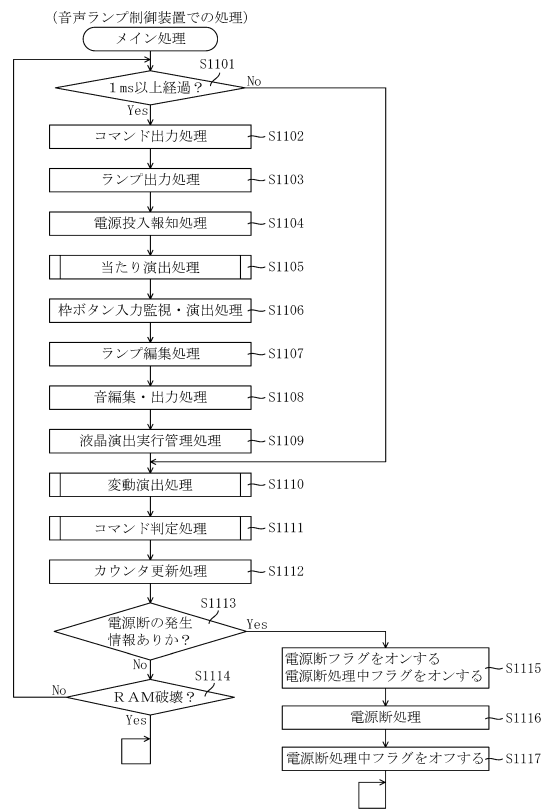 (音声ランプ制御装置での処理)
メイン処理
S1101
1ms以上経過？
No
Yes
コマンド出力処理 S1102
ランプ出力処理 S1103
電源投入報知処理 S1104
当たり演出処理 S1105
枠ボタン入力監視・演出処理 S1106
ランプ編集処理 S1107
音編集・出力処理 S1108
液晶演出実行管理処理 S1109
変動演出処理 S1110
コマンド判定処理 S1111
カウンタ更新処理 S1112
S1113
電源断の発生
情報ありか？
Yes
No
S1114
RAM破壊？
No
Yes
電源断フラグをオンする
電源断処理中フラグをオンする
S1115
電源断処理 S1116
電源断処理中フラグをオフする S1117